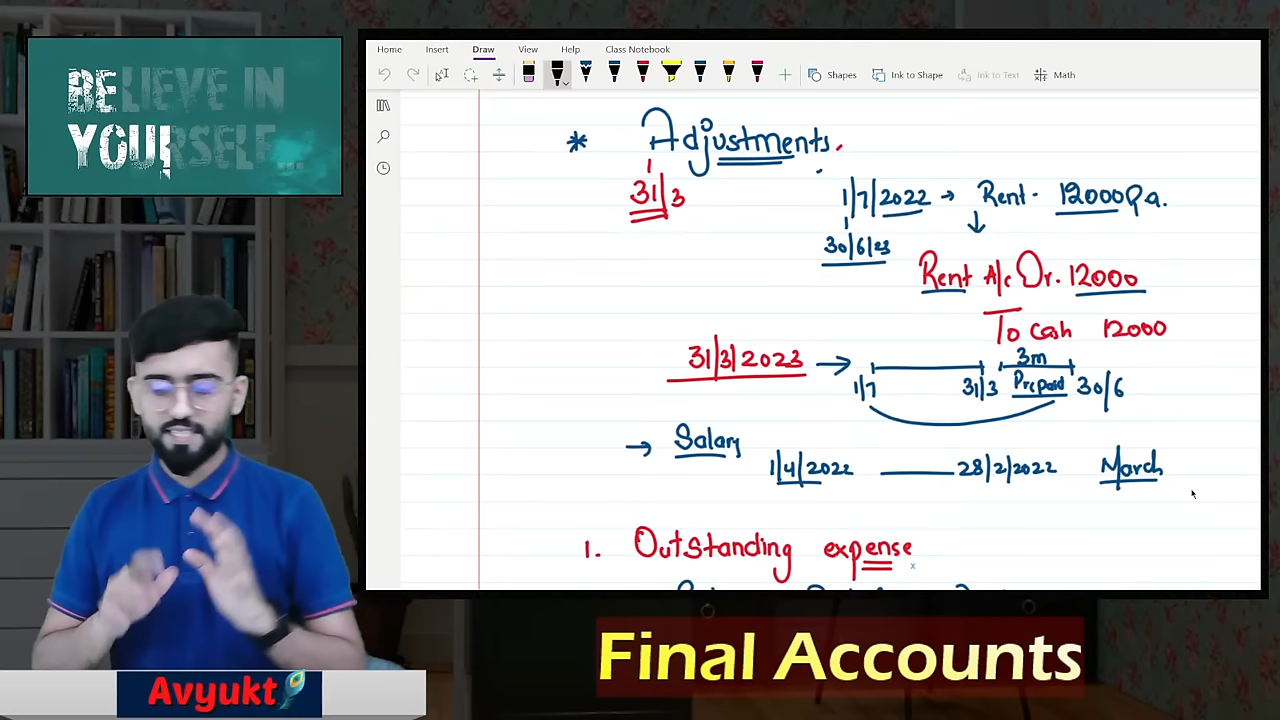 BELIEVE IN
YOURSELF...
Home Insert Draw View Help Class Notebook
Shapes Ink to Shape Ink to Text Math
* Adjustments.
31/3
1/7/2022 → Rent - 12000 P.a.
30/6/23
Rent A/c Dr. 12000
To cash 12000
31/3/2023 →
3m
1/7 31/3 Prepaid 30/6
→ Salary
1/4/2022 — 28/2/2022 March
1. Outstanding expense
x
Final Accounts
Avyukt